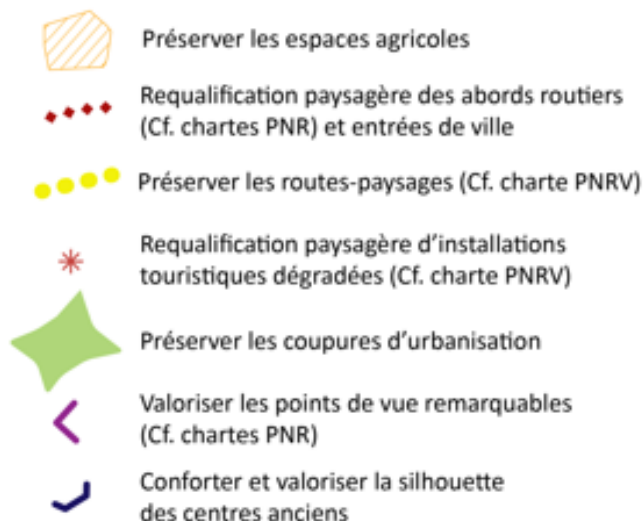 Préserver les espaces agricoles
Requalification paysagère des abords routiers
(Cf. chartes PNR) et entrées de ville
Préserver les routes-paysages (Cf. charte PNRV)
Requalification paysagère d'installations
touristiques dégradées (Cf. charte PNRV)
Préserver les coupures d'urbanisation
Valoriser les points de vue remarquables
(Cf. chartes PNR)
Conforter et valoriser la silhouette
des centres anciens